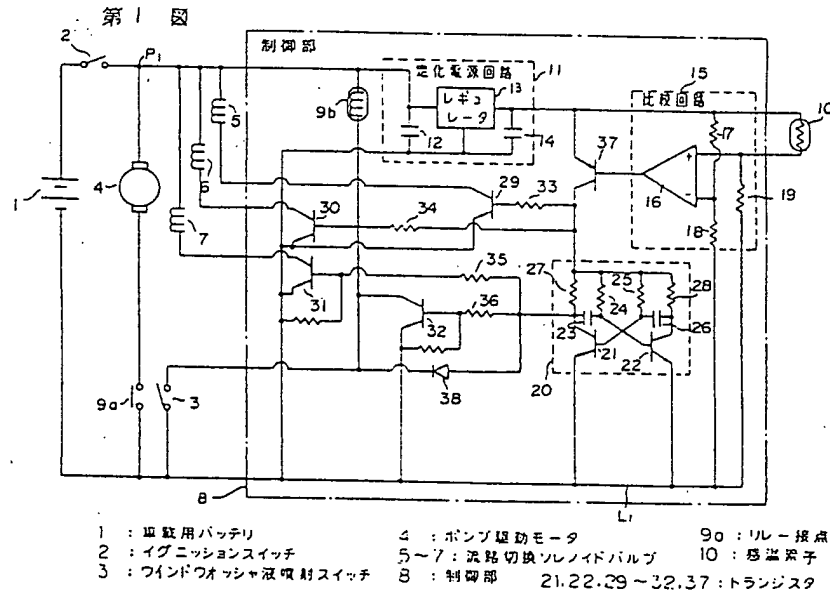 第1図
制御部
2
P1
定化電源回路
11
15
比較回路
13
レギュ
レータ
10
9b
5
12
14
37
17
16
+
-
19
1
4
6
29
33
30
34
18
7
35
27
25
28
24
31
36
32
23
26
21
22
9a
3
38
20
8
L1
1 : 車載用バッテリ
2 : イグニッションスイッチ
3 : ウインドウオッシャ液噴射スイッチ
4 : ポンプ駆動モータ
5~7 : 流路切換ソレノイドバルブ
8 : 制御部
9a : リレー接点
10 : 感温素子
21.22.29~32.37 : トランジスタ